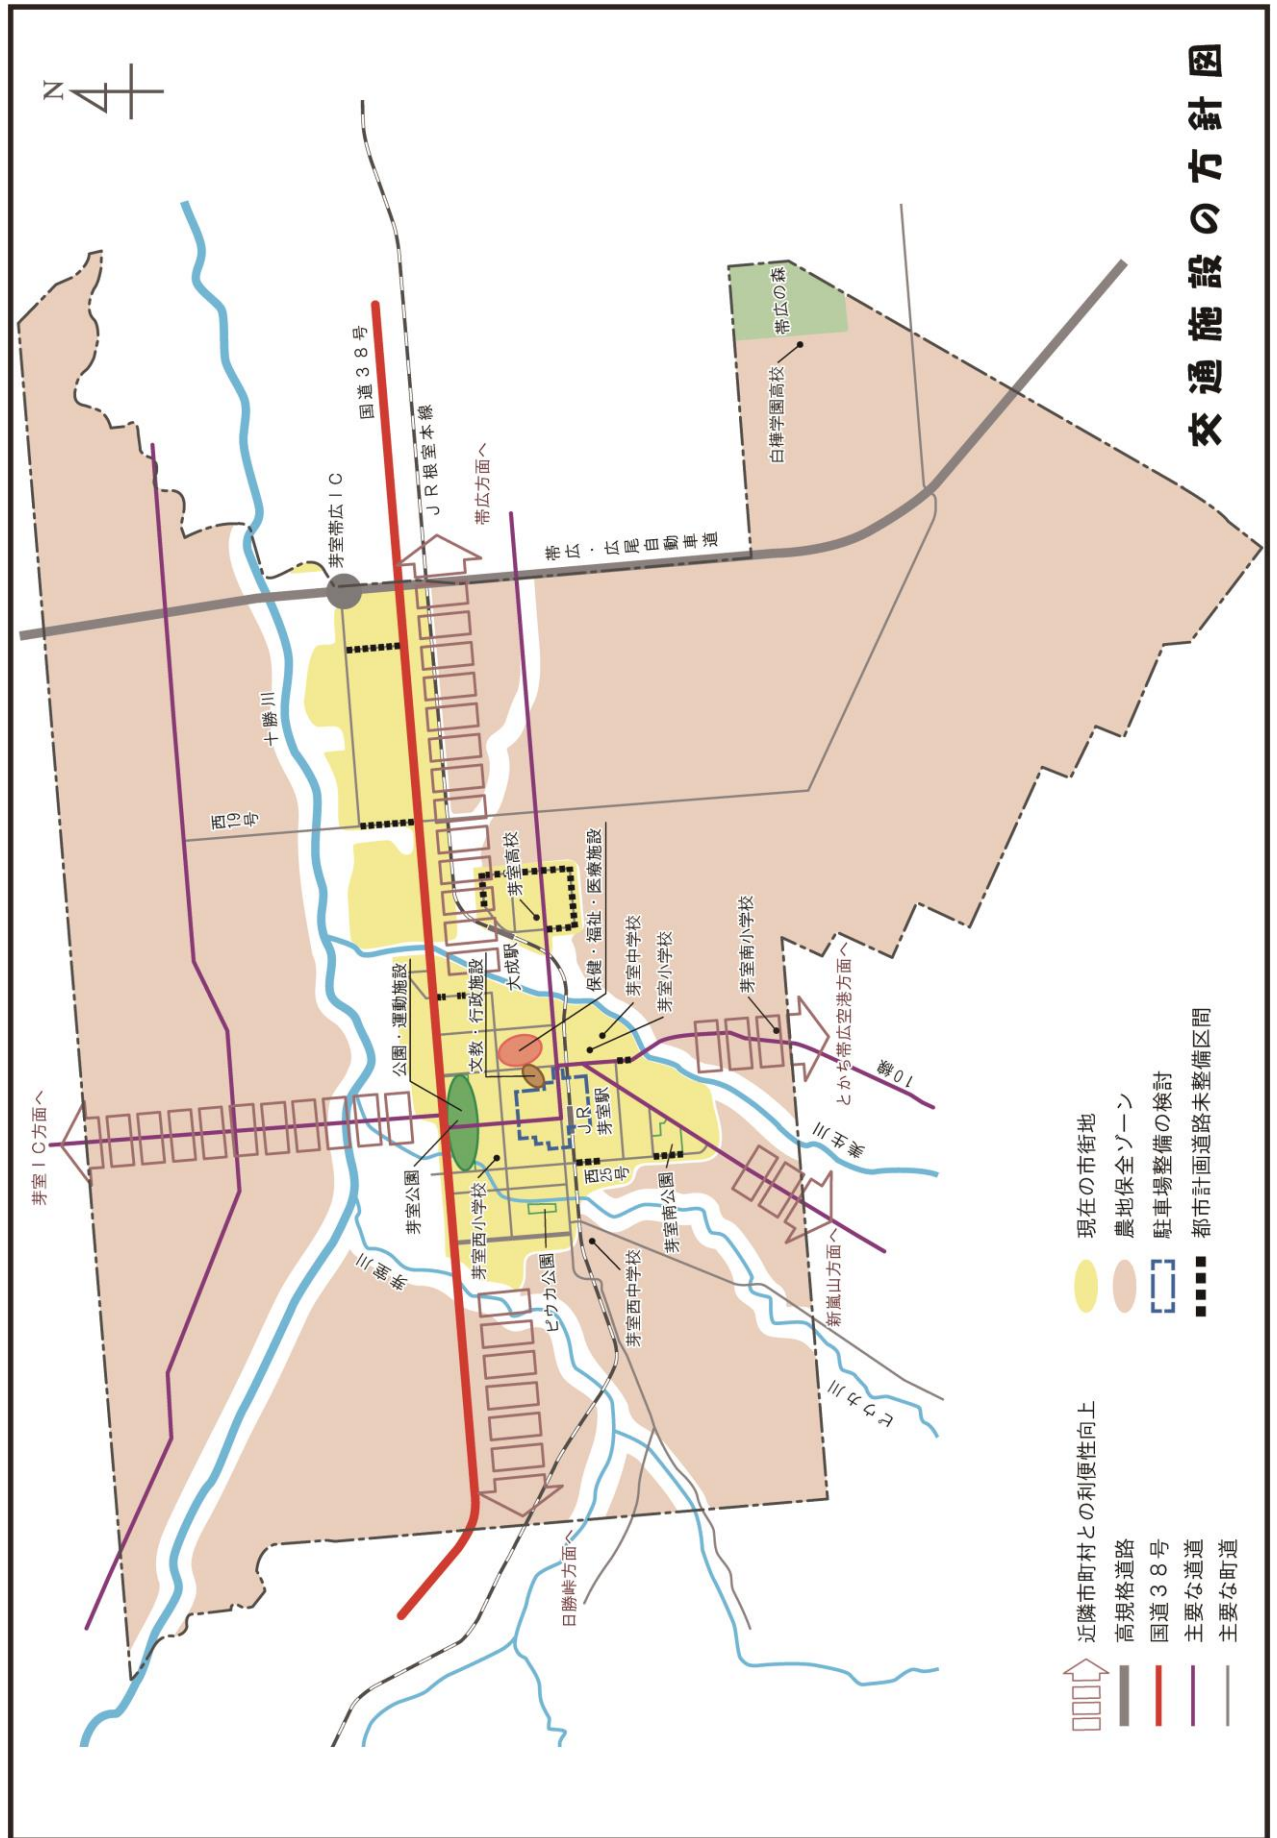 交通施設の方針図
N
国道38号
JR根室本線
帯広方面へ
芽室帯広IC
帯広・広尾自動車道
帯広の森
白樺学園高校
十勝川
西19号
芽室高校
大成駅
保健・福祉・医療施設
文教・行政施設
公園・運動施設
芽室中学校
芽室小学校
芽室南小学校
とかち帯広空港方面へ
10線
美生川
JR芽室駅
西25号
芽室南公園
芽室IC方面へ
芽室公園
芽室西小学校
ピウカ公園
芽室西中学校
芽室川
新嵐山方面へ
ピウカ川
日勝峠方面へ
近隣市町村との利便性向上
高規格道路
国道38号
主要な道道
主要な町道
現在の市街地
農地保全ゾーン
駐車場整備の検討
都市計画道路未整備区間